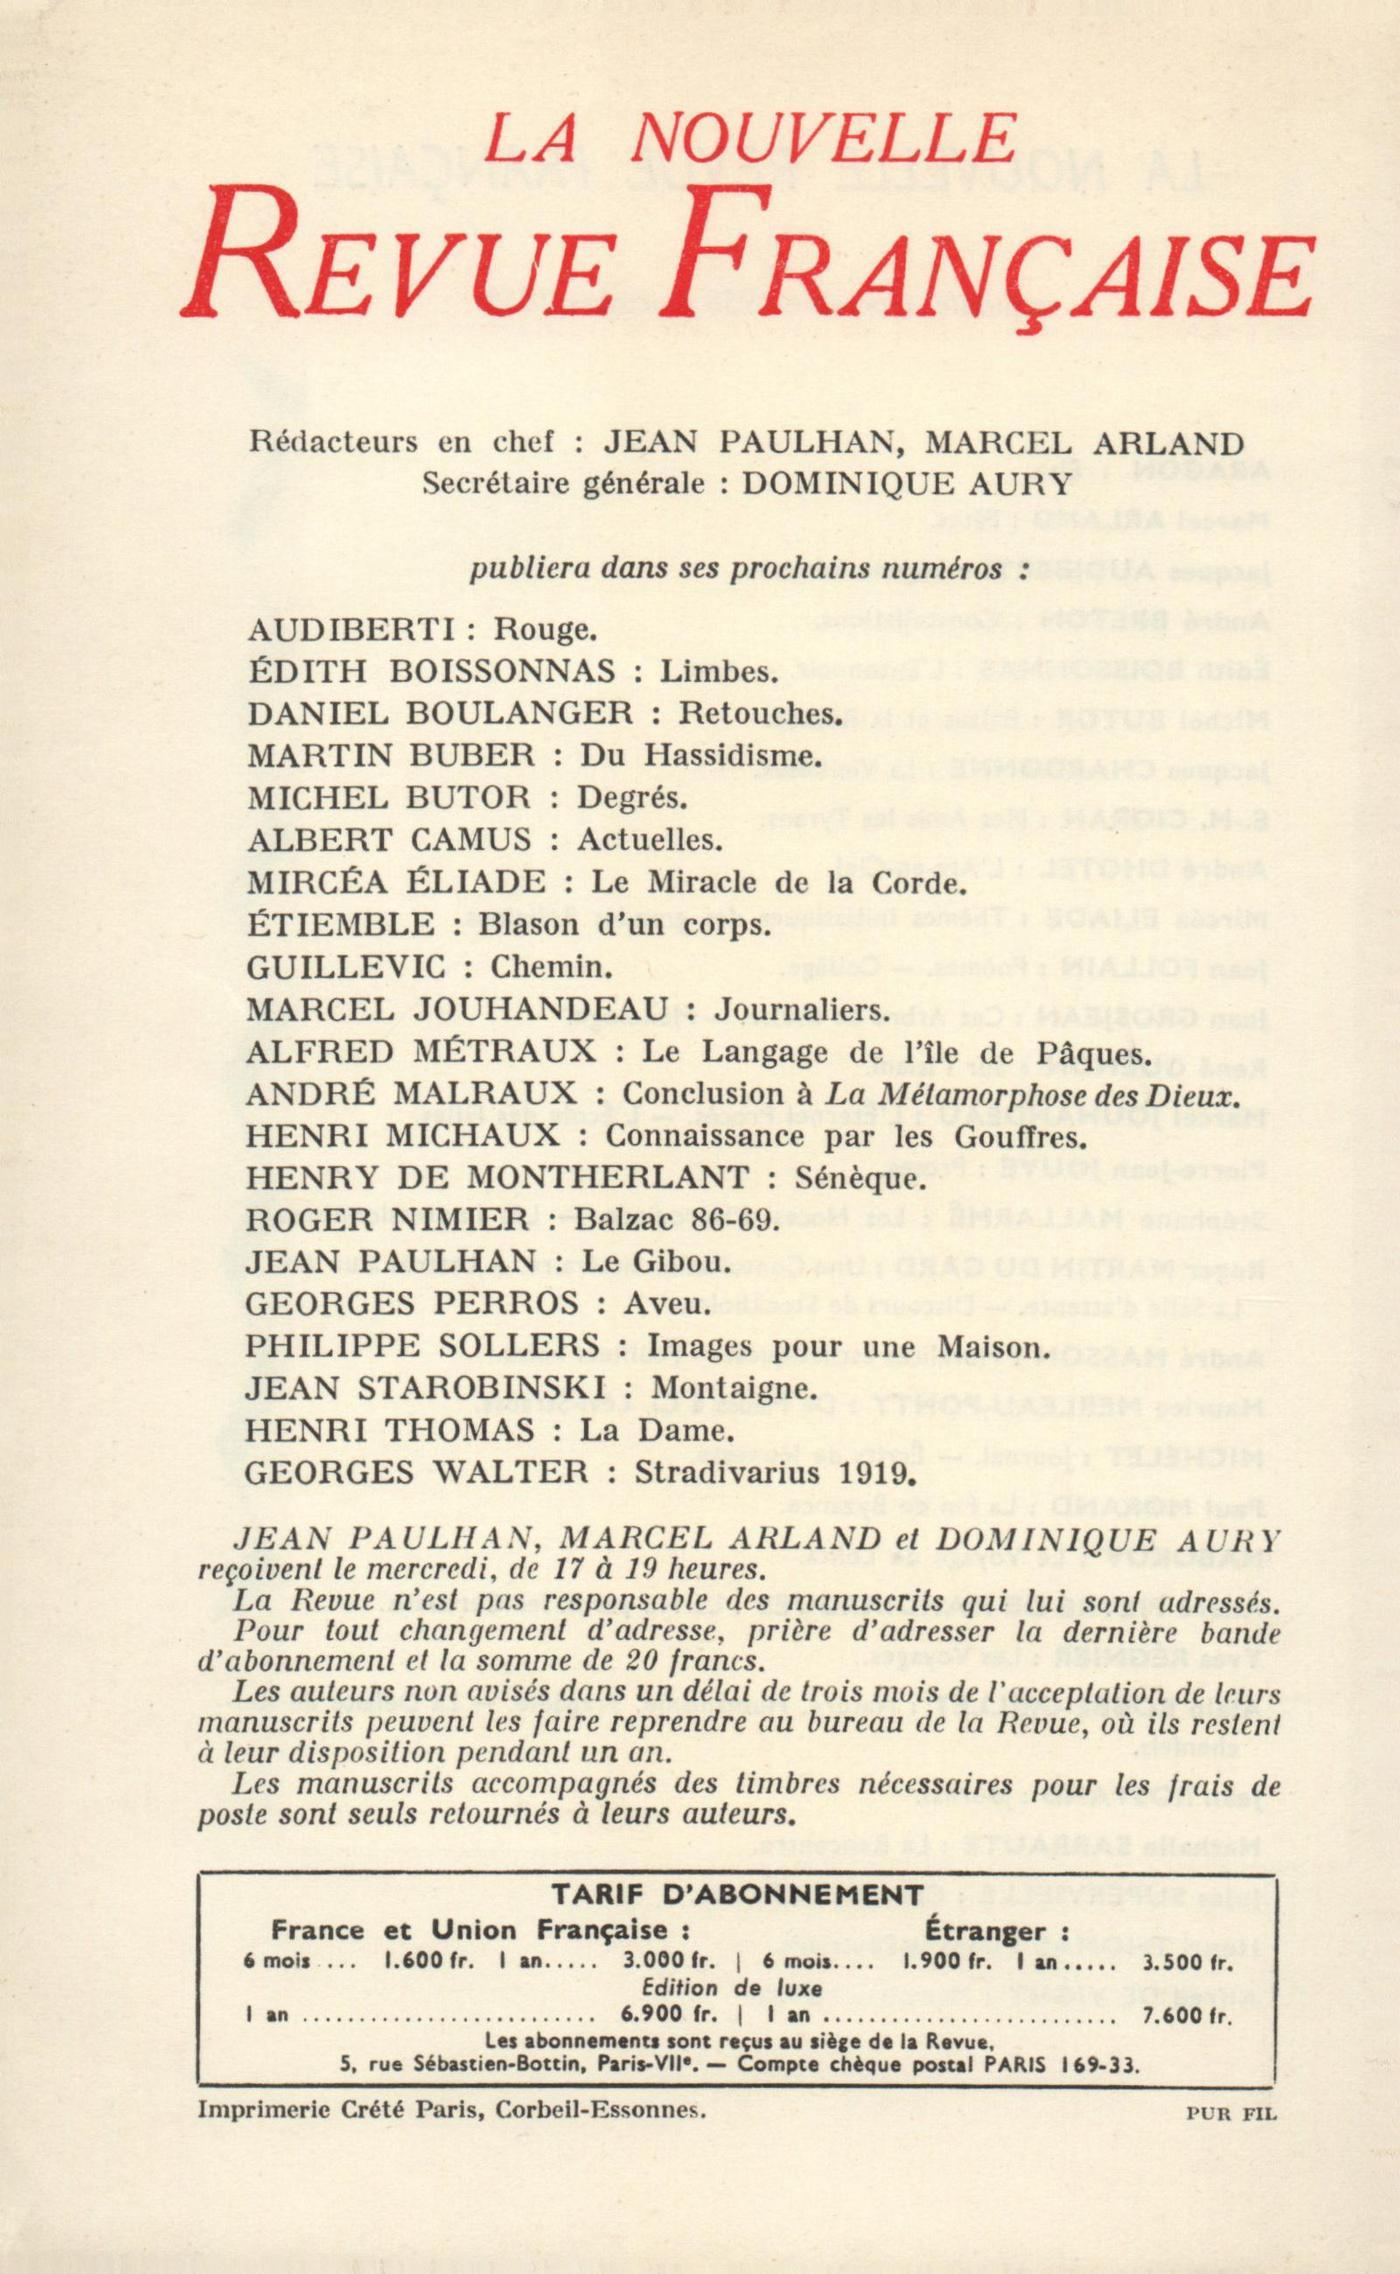 LA NOUVELLE
REVUE FRANÇAISE
Rédacteurs en chef : JEAN PAULHAN, MARCEL ARLAND
Secrétaire générale : DOMINIQUE AURY
publiera dans ses prochains numéros :
AUDIBERTI : Rouge.
ÉDITH BOISSONNAS : Limbes.
DANIEL BOULANGER : Retouches.
MARTIN BUBER : Du Hassidisme.
MICHEL BUTOR : Degrés.
ALBERT CAMUS : Actuelles.
MIRCÉA ÉLIADE : Le Miracle de la Corde.
ÉTIEMBLE : Blason d'un corps.
GUILLEVIC : Chemin.
MARCEL JOUHANDEAU : Journaliers.
ALFRED MÉTRAUX : Le Langage de l'île de Pâques.
ANDRÉ MALRAUX : Conclusion à La Métamorphose des Dieux.
HENRI MICHAUX : Connaissance par les Gouffres.
HENRY DE MONTHERLANT : Sénèque.
ROGER NIMIER : Balzac 86-69.
JEAN PAULHAN : Le Gibou.
GEORGES PERROS : Aveu.
PHILIPPE SOLLERS : Images pour une Maison.
JEAN STAROBINSKI : Montaigne.
HENRI THOMAS : La Dame.
GEORGES WALTER : Stradivarius 1919.
JEAN PAULHAN, MARCEL ARLAND et DOMINIQUE AURY
reçoivent le mercredi, de 17 à 19 heures.
La Revue n'est pas responsable des manuscrits qui lui sont adressés.
Pour tout changement d'adresse, prière d'adresser la dernière bande
d'abonnement et la somme de 20 francs.
Les auteurs non avisés dans un délai de trois mois de l'acceptation de leurs
manuscrits peuvent les faire reprendre au bureau de la Revue, où ils restent
à leur disposition pendant un an.
Les manuscrits accompagnés des timbres nécessaires pour les frais de
poste sont seuls retournés à leurs auteurs.
TARIF D'ABONNEMENT
France et Union Française : Étranger :
6 mois .... 1.600 fr. 1 an..... 3.000 fr. | 6 mois.... 1.900 fr. 1 an..... 3.500 fr.
Edition de luxe
1 an ......................... 6.900 fr. | 1 an ......................... 7.600 fr.
Les abonnements sont reçus au siège de la Revue,
5, rue Sébastien-Bottin, Paris-VIIe. — Compte chèque postal PARIS 169-33.
Imprimerie Crété Paris, Corbeil-Essonnes. PUR FIL